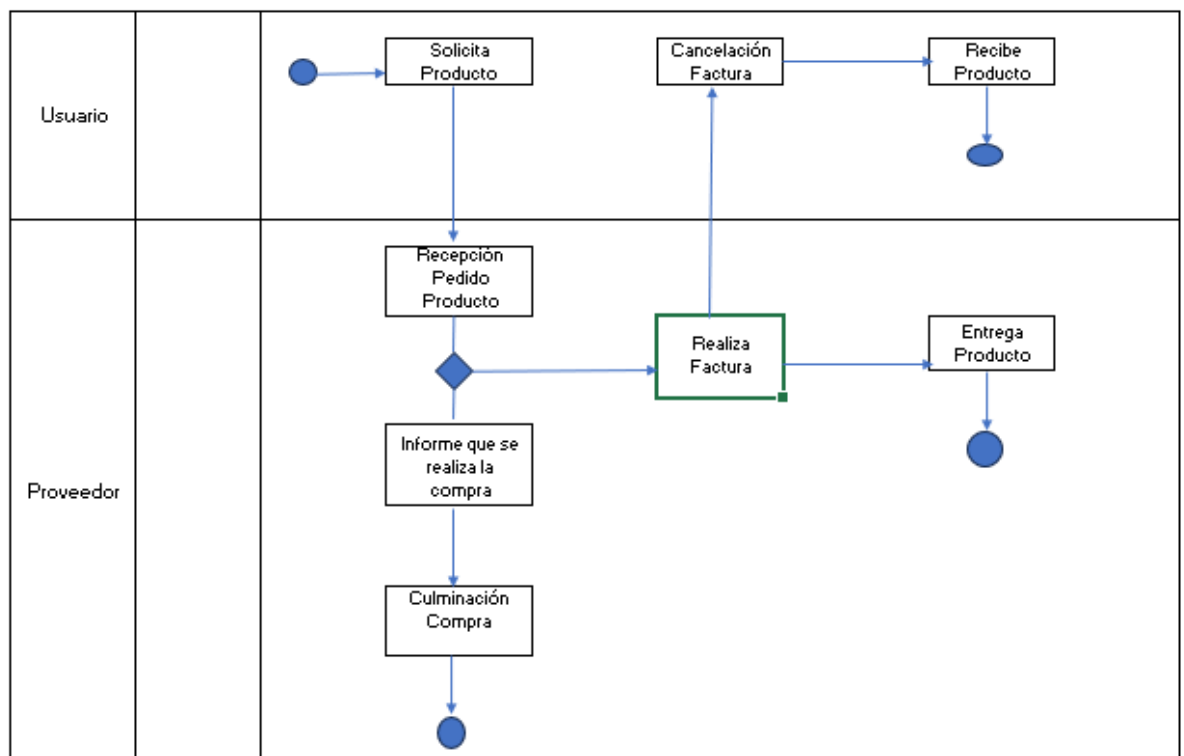 Usuario
Solicita
Producto
Cancelación
Factura
Recibe
Producto
Proveedor
Recepción
Pedido
Producto
Realiza
Factura
Entrega
Producto
Informe que se
realiza la
compra
Culminación
Compra